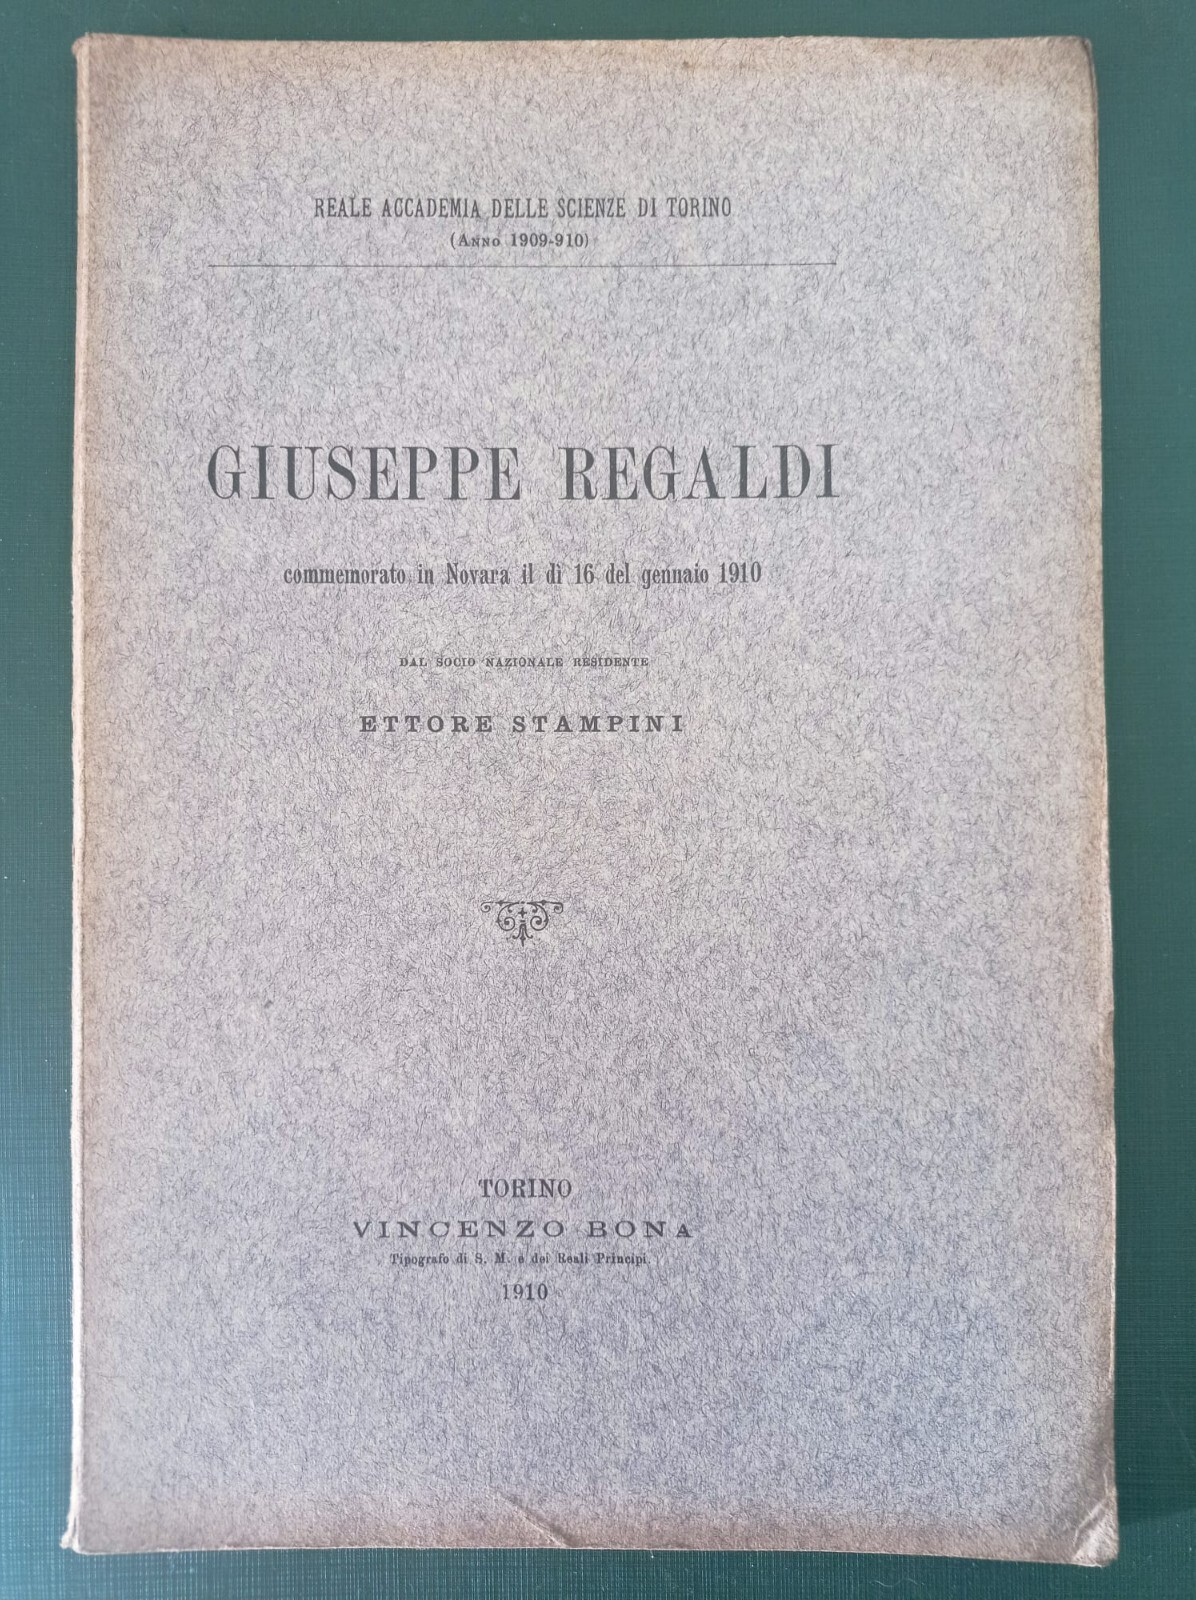 REALE ACCADEMIA DELLE SCIENZE DI TORINO
(ANNO 1909-910)
GIUSEPPE REGALDI
commemorato in Novara il dì 16 del gennaio 1910
DAL SOCIO NAZIONALE RESIDENTE
ETTORE STAMPINI
TORINO
VINCENZO BONA
Tipografo di S. M. e dei Reali Principi.
1910